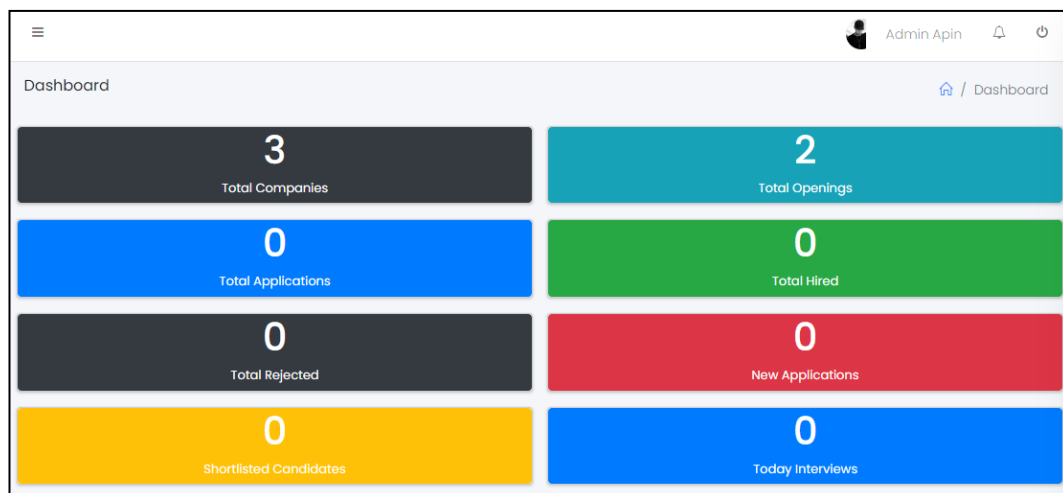 Admin Apin
Dashboard
/ Dashboard
3
Total Companies
2
Total Openings
0
Total Applications
0
Total Hired
0
Total Rejected
0
New Applications
0
Shortlisted Candidates
0
Today Interviews